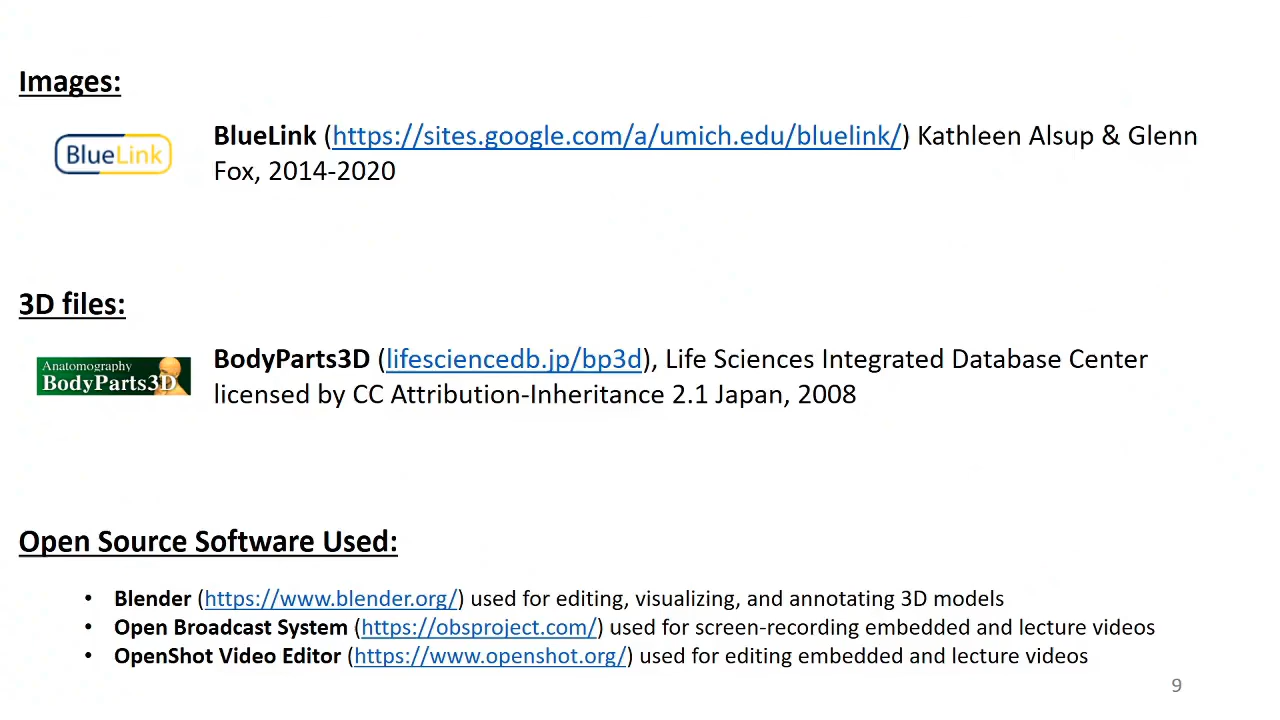 Images:
BlueLink
BlueLink (https://sites.google.com/a/umich.edu/bluelink/) Kathleen Alsup & Glenn
Fox, 2014-2020
3D files:
Anatomography
BodyParts3D
BodyParts3D (lifesciencedb.jp/bp3d), Life Sciences Integrated Database Center
licensed by CC Attribution-Inheritance 2.1 Japan, 2008
Open Source Software Used:
• Blender (https://www.blender.org/) used for editing, visualizing, and annotating 3D models
• Open Broadcast System (https://obsproject.com/) used for screen-recording embedded and lecture videos
• OpenShot Video Editor (https://www.openshot.org/) used for editing embedded and lecture videos
9